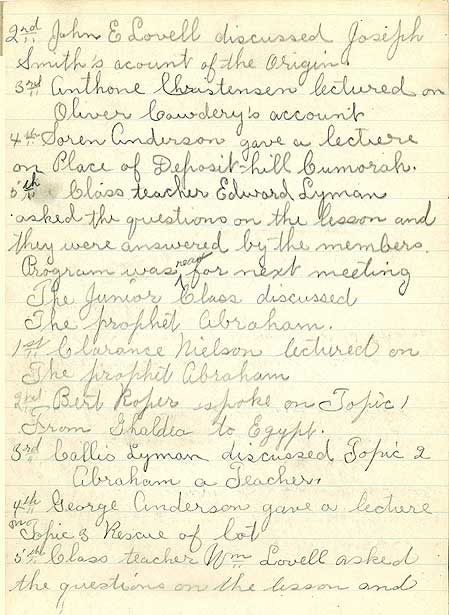 2nd John E Lovell discussed Joseph
Smith's acount of the Origin.
3rd Anthone Christensen lectured on
Oliver Cowdery's account
4th Soren Anderson gave a lecture
on Place of Deposit-hill Cumorah.
5th Class teacher Edward Lyman
asked the questions on the lesson and
they were answered by the members.
Program was read for next meeting
The Junior Class discussed
The prophet Abraham.
1st Clarance Nielson lectured on
The prophet Abraham
2nd Bert Roper spoke on Topic 1
From Ghaldea to Egypt.
3rd Callis Lyman discussed Topic 2
Abraham a Teacher.
4th George Anderson gave a lecture
on Topic 3 Rescue of lot
5th Class teacher Wm Lovell asked
the questions on the lesson and